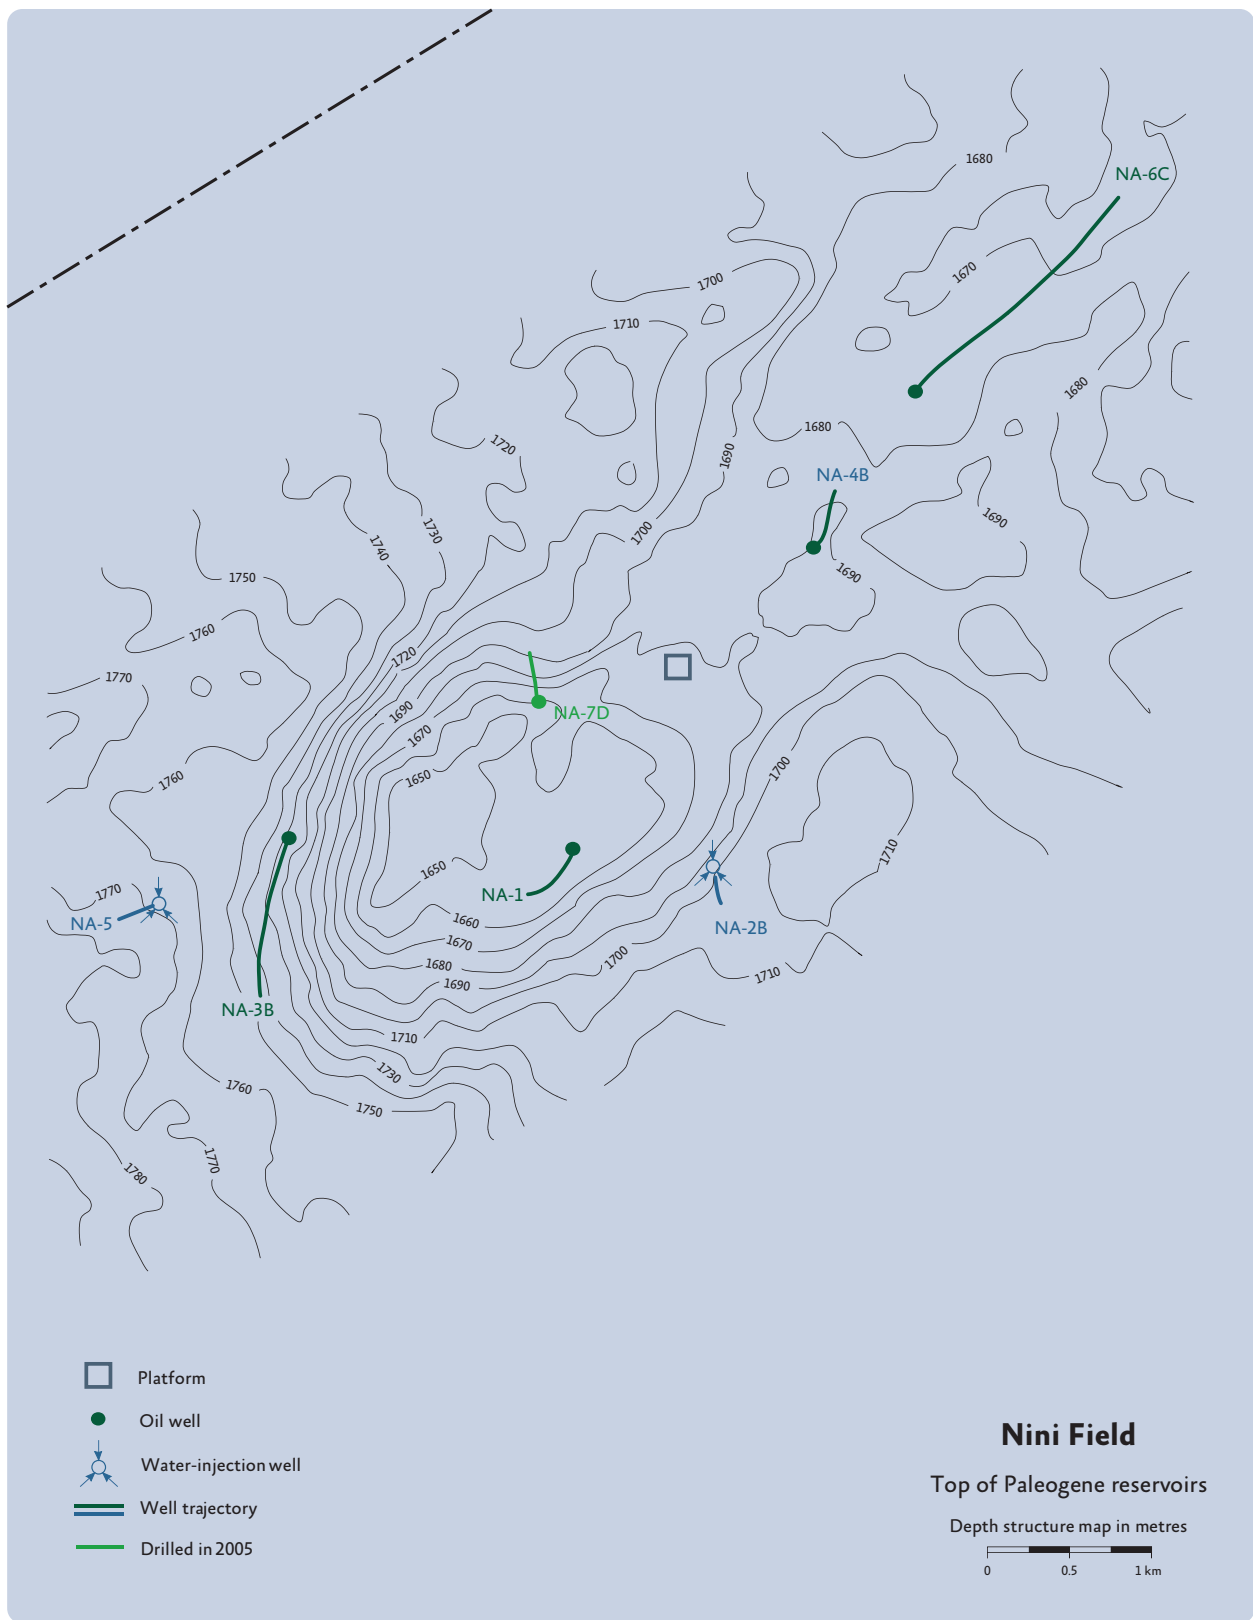 1680
NA-6C
1670
1700
1710
1680
1680
1720
1690
NA-4B
1690
1730
1700
1740
1690
1750
1760
1720
1770
1690
NA-7D
1670
1700
1650
1760
1710
1650
1770
NA-1
NA-5
1660
NA-2B
1670
1700
1680
1710
1690
NA-3B
1710
1730
1760
1750
1770
1780
Platform
Oil well
Water-injection well
Well trajectory
Drilled in 2005
Nini Field
Top of Paleogene reservoirs
Depth structure map in metres
0 0.5 1 km